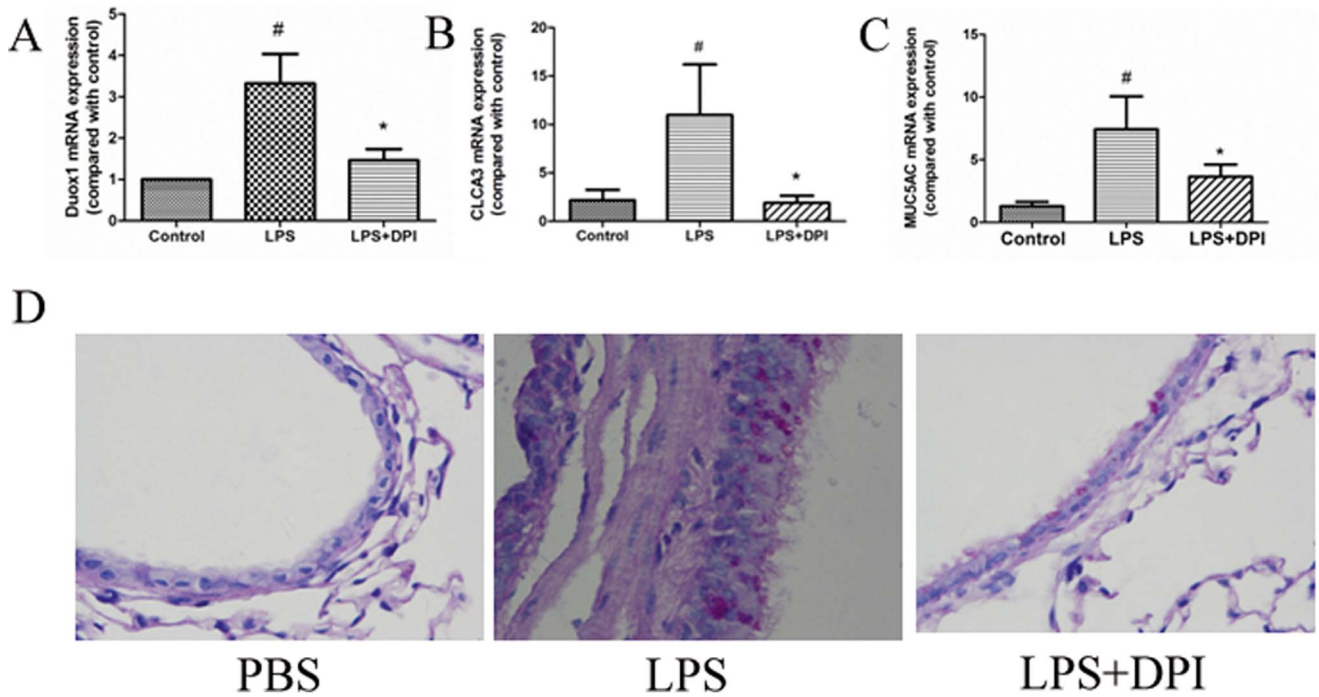 A
Duox1 mRNA expression
(compared with control)
5
4
3
2
1
0
#
*
Control
LPS
LPS+DPI
B
CLCA3 mRNA expression
(compared with control)
20
15
10
5
0
#
*
Control
LPS
LPS+DPI
C
MUC5AC mRNA expression
(compared with control)
15
10
5
0
#
*
Control
LPS
LPS+DPI
D
PBS
LPS
LPS+DPI